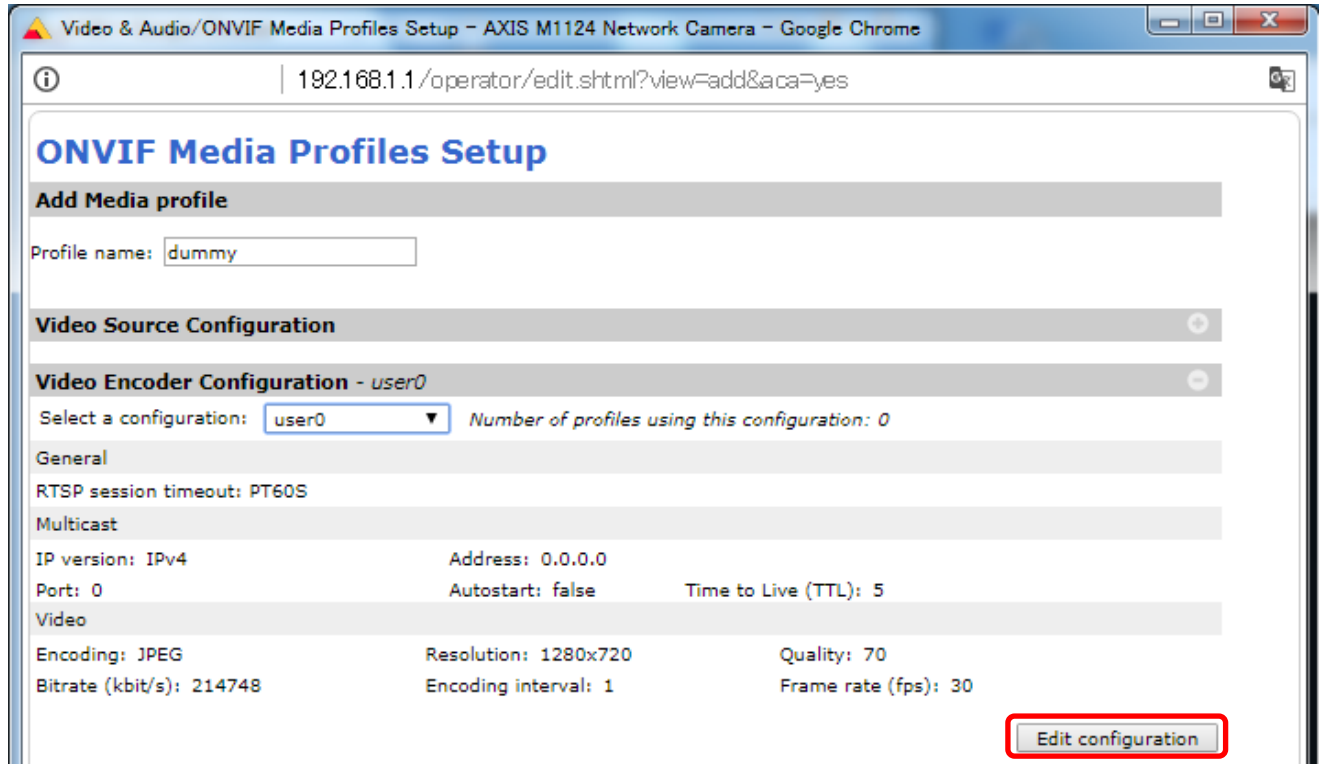 Video & Audio/ONVIF Media Profiles Setup - AXIS M1124 Network Camera - Google Chrome
192.168.1.1/operator/edit.shtml?view=add&aca=yes
ONVIF Media Profiles Setup
Add Media profile
Profile name: dummy
Video Source Configuration
Video Encoder Configuration - user0
Select a configuration: user0 Number of profiles using this configuration: 0
General
RTSP session timeout: PT60S
Multicast
IP version: IPv4 Address: 0.0.0.0
Port: 0 Autostart: false Time to Live (TTL): 5
Video
Encoding: JPEG Resolution: 1280x720 Quality: 70
Bitrate (kbit/s): 214748 Encoding interval: 1 Frame rate (fps): 30
Edit configuration